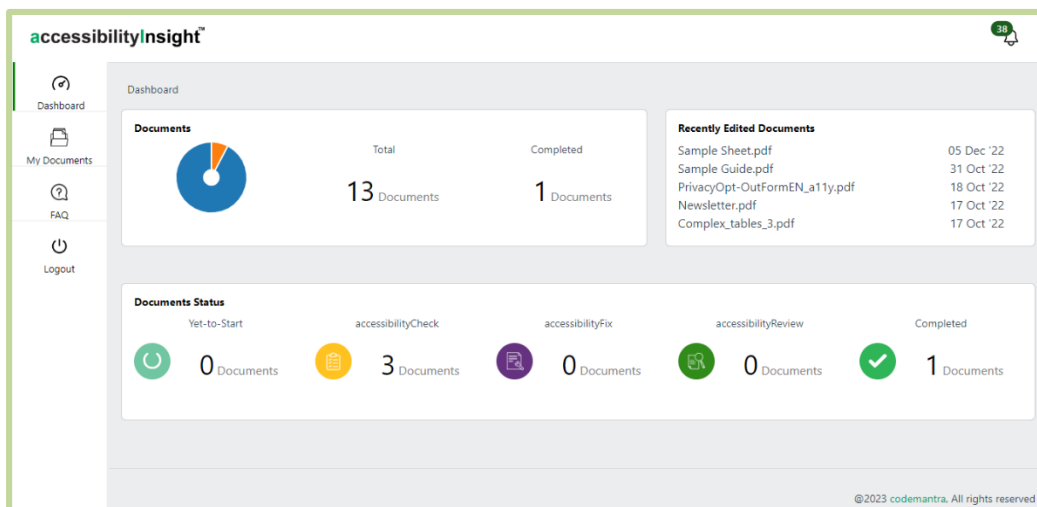 accessibilityInsight™
38
Dashboard
My Documents
FAQ
Logout
Dashboard
Documents
Total
13 Documents
Completed
1 Documents
Recently Edited Documents
Sample Sheet.pdf 05 Dec '22
Sample Guide.pdf 31 Oct '22
PrivacyOpt-OutFormEN_a11y.pdf 18 Oct '22
Newsletter.pdf 17 Oct '22
Complex_tables_3.pdf 17 Oct '22
Documents Status
Yet-to-Start
0 Documents
accessibilityCheck
3 Documents
accessibilityFix
0 Documents
accessibilityReview
0 Documents
Completed
1 Documents
@2023 codemantra. All rights reserved